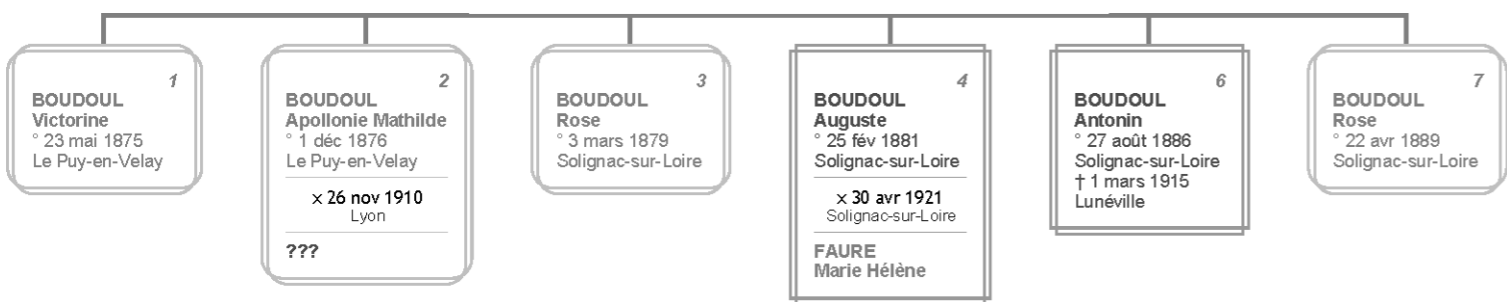 1
BOUDOUL
Victorine
° 23 mai 1875
Le Puy-en-Velay
2
BOUDOUL
Apollonie Mathilde
° 1 déc 1876
Le Puy-en-Velay
x 26 nov 1910
Lyon
???
3
BOUDOUL
Rose
° 3 mars 1879
Solignac-sur-Loire
4
BOUDOUL
Auguste
° 25 fév 1881
Solignac-sur-Loire
x 30 avr 1921
Solignac-sur-Loire
FAURE
Marie Hélène
6
BOUDOUL
Antonin
° 27 août 1886
Solignac-sur-Loire
† 1 mars 1915
Lunéville
7
BOUDOUL
Rose
° 22 avr 1889
Solignac-sur-Loire